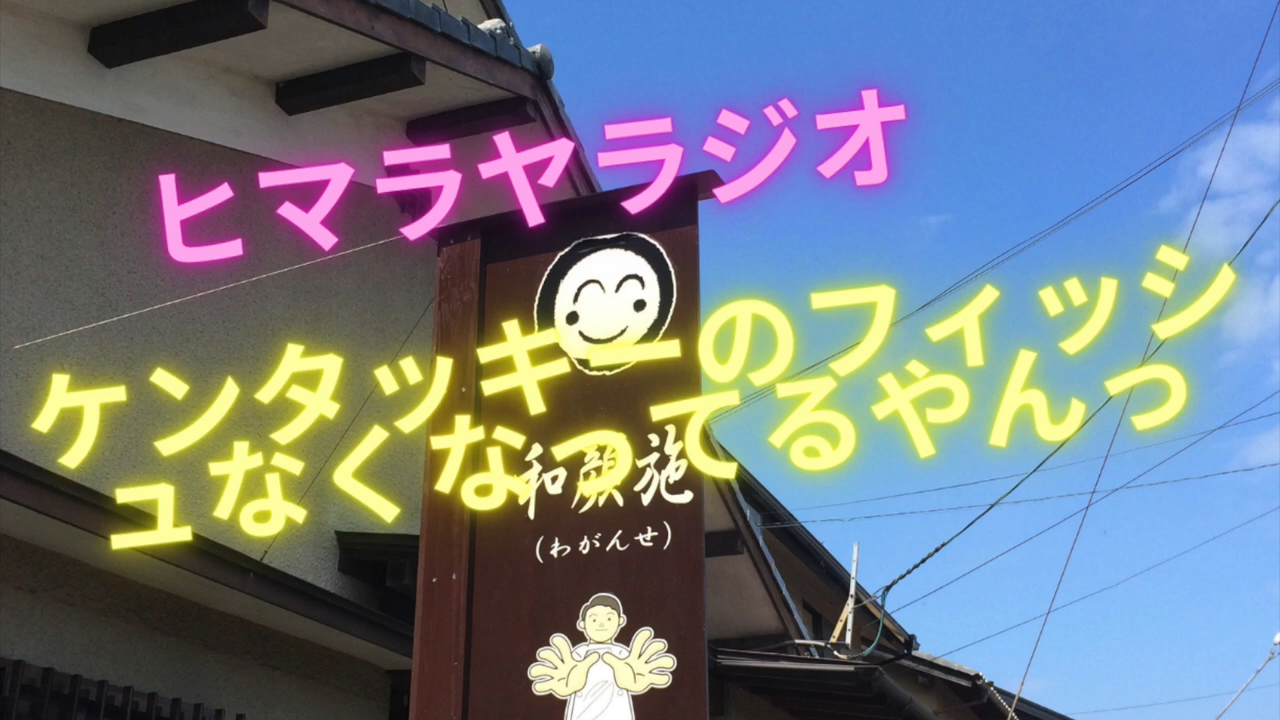 ヒマラヤラジオ
ケンタッキーのフィッシ
ュなくなってるやんっ
和顔施
(わがんせ)